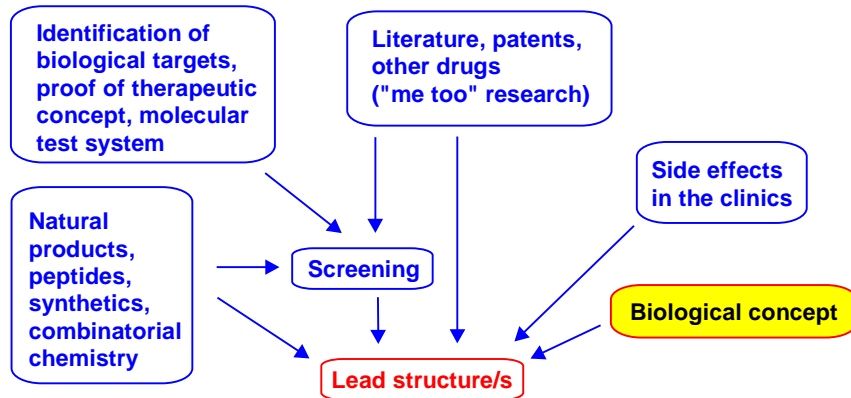 Identification of
biological targets,
proof of therapeutic
concept, molecular
test system
Literature, patents,
other drugs
("me too" research)
Side effects
in the clinics
Natural
products,
peptides,
synthetics,
combinatorial
chemistry
Screening
Biological concept
Lead structure/s